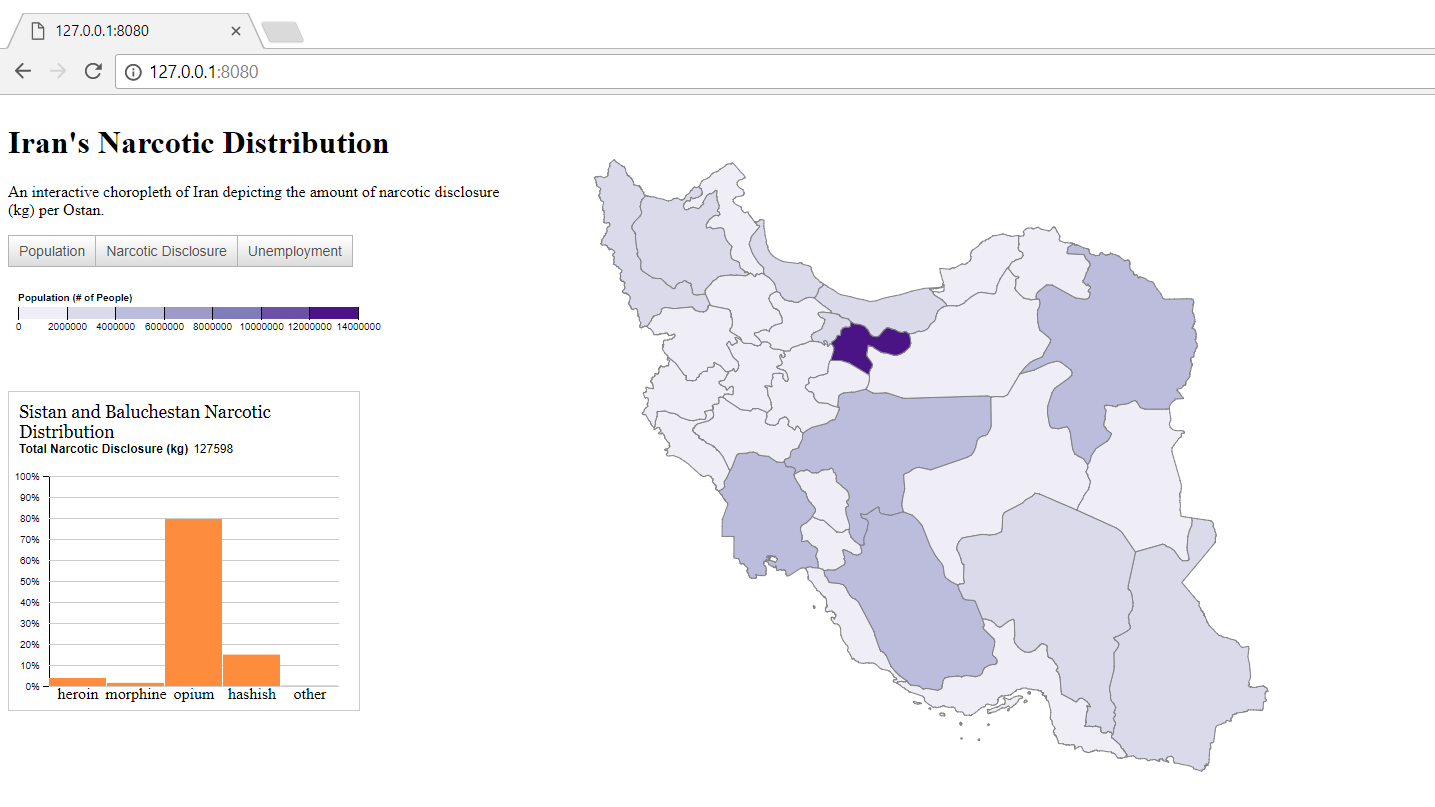 127.0.0.1:8080
127.0.0.1:8080
Iran's Narcotic Distribution
An interactive choropleth of Iran depicting the amount of narcotic disclosure
(kg) per Ostan.
Population Narcotic Disclosure Unemployment
Population (# of People)
0 2000000 4000000 6000000 8000000 10000000 12000000 14000000
Sistan and Baluchestan Narcotic
Distribution
Total Narcotic Disclosure (kg) 127598
100%
90%
80%
70%
60%
50%
40%
30%
20%
10%
0%
heroin morphine opium hashish other